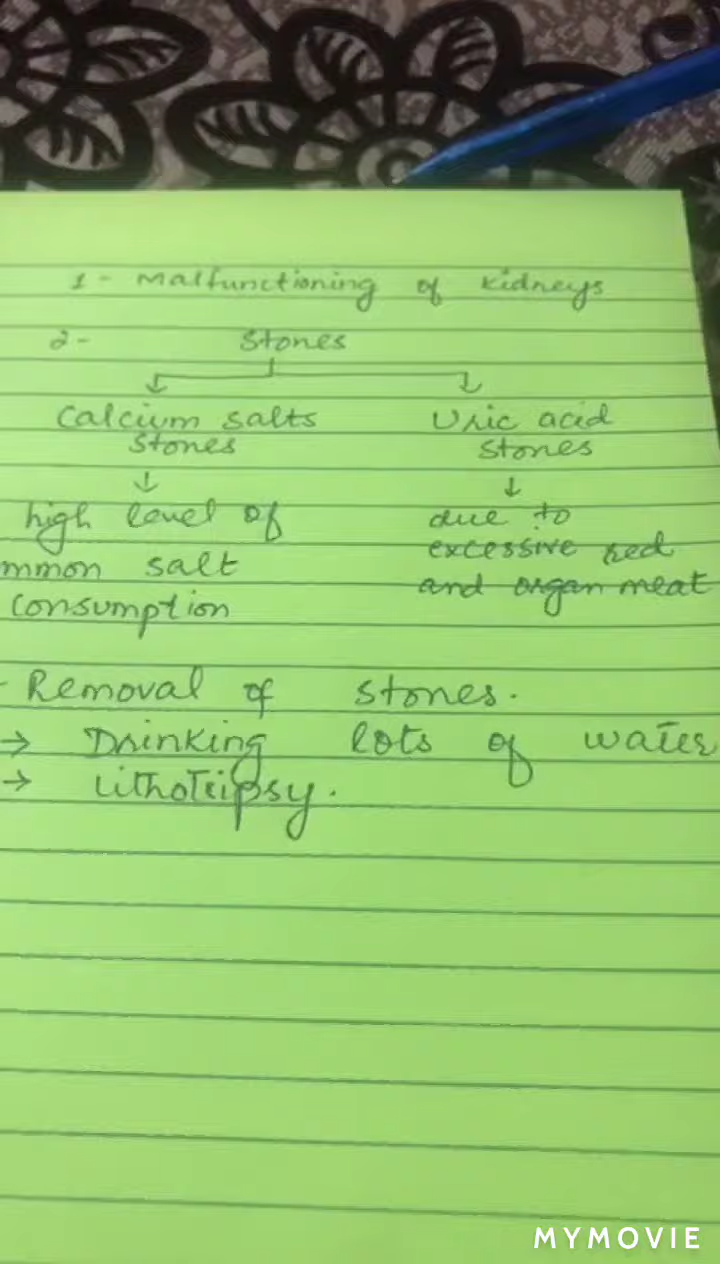 1- Malfunctioning of kidneys
2- Stones
Calcium salts Uric acid
Stones Stones
high level of due to
mmon salt excessive red
consumption and organ meat
- Removal of stones.
→ Drinking lots of water
→ Lithotripsy.
MYMOVIE